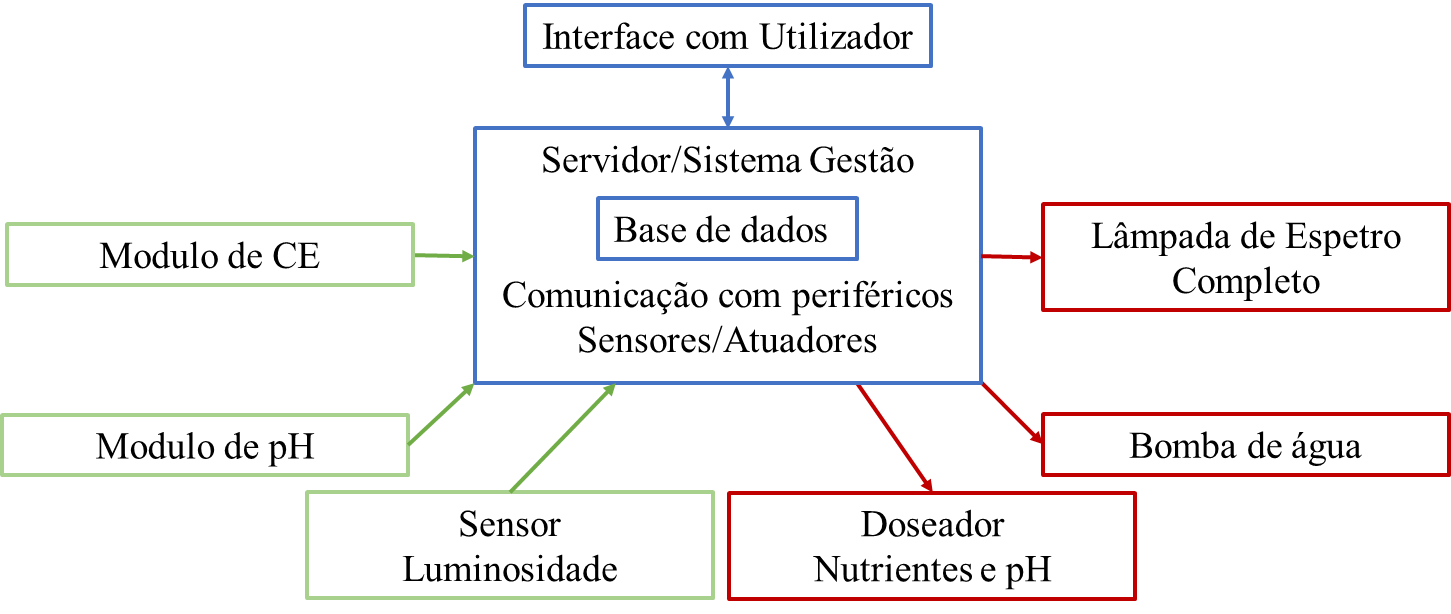 Interface com Utilizador
Servidor/Sistema Gestão
Base de dados
Comunicação com periféricos
Sensores/Atuadores
Modulo de CE
Modulo de pH
Sensor
Luminosidade
Lâmpada de Espetro
Completo
Bomba de água
Doseador
Nutrientes e pH